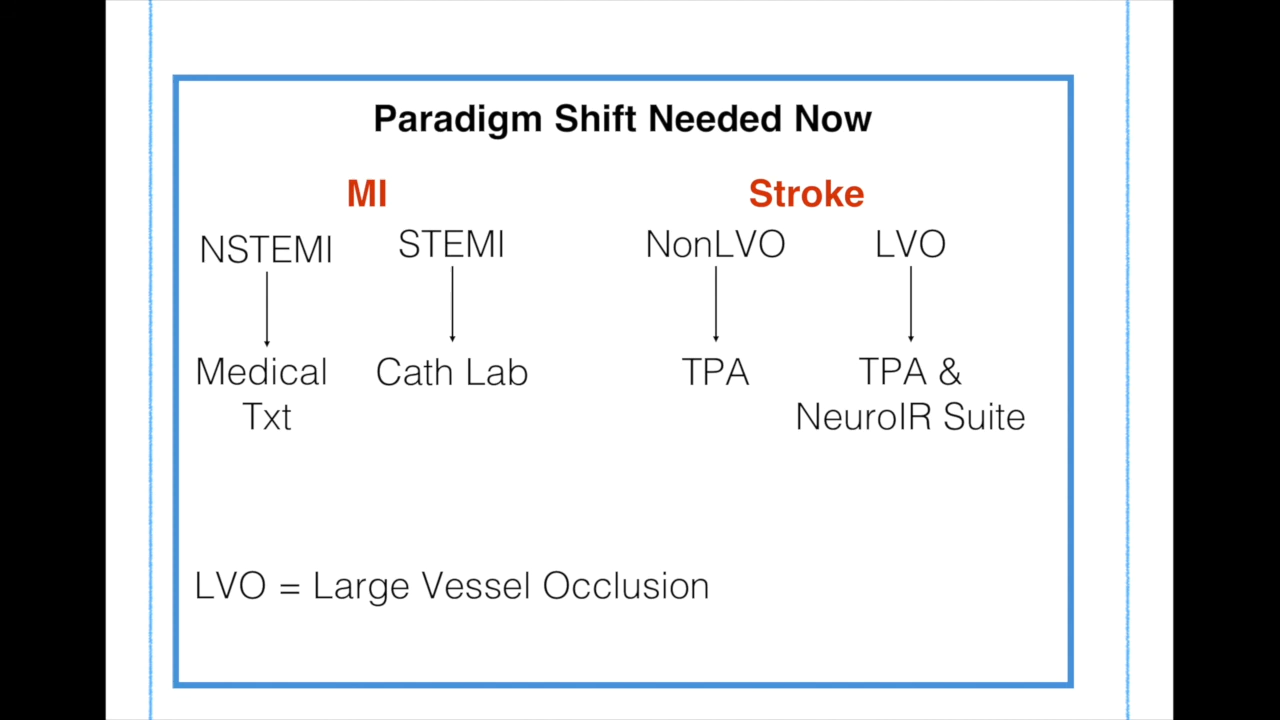 Paradigm Shift Needed Now
MI
NSTEMI
STEMI
Medical
Txt
Cath Lab
Stroke
NonLVO
LVO
TPA
TPA &
NeuroIR Suite
LVO = Large Vessel Occlusion